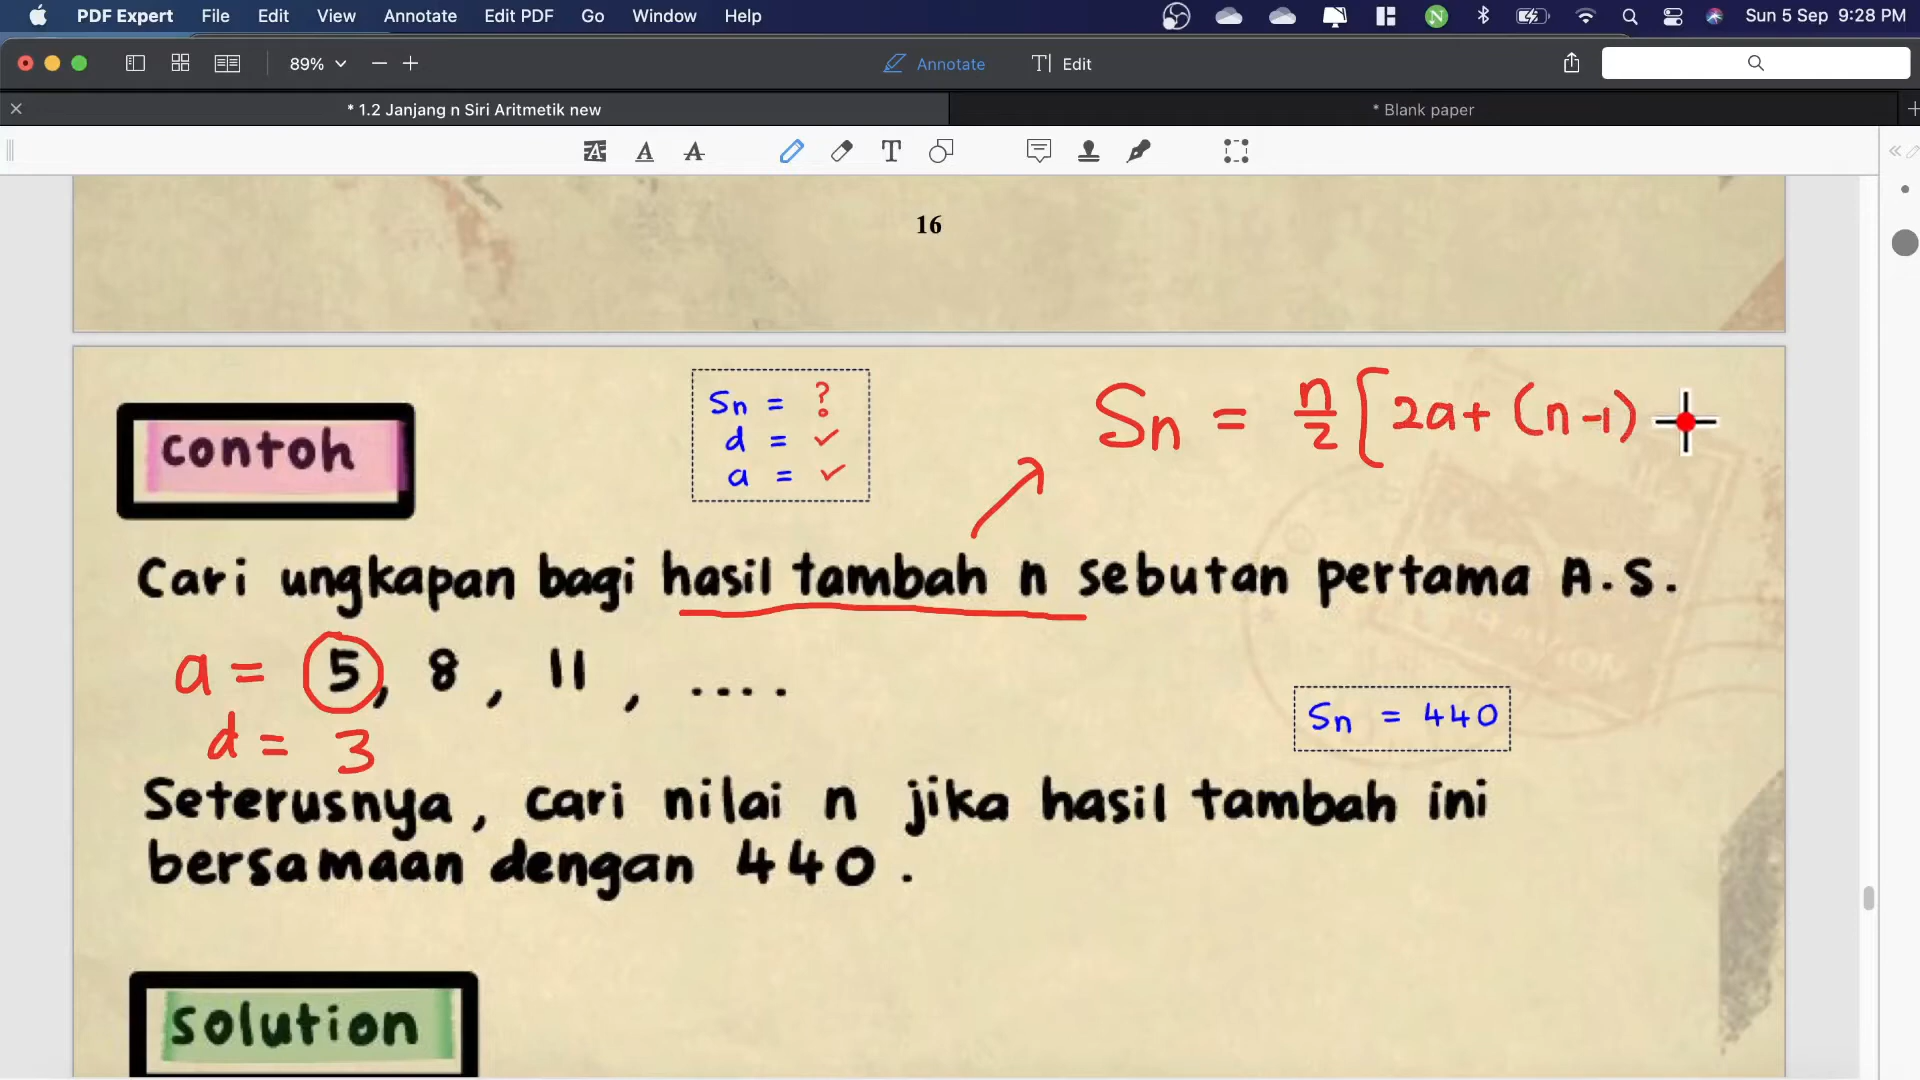 PDF Expert File Edit View Annotate Edit PDF Go Window Help Sun 5 Sep 9:28 PM
89% Annotate Edit
* 1.2 Janjang n Siri Aritmetik new * Blank paper
16
contoh
Sn = ?
d = ✓
a = ✓
Sn = n/2 [2a + (n-1)
Cari ungkapan bagi hasil tambah n sebutan pertama A.S.
a = 5, 8, 11, ....
d = 3
Sn = 440
Seterusnya, cari nilai n jika hasil tambah ini
bersamaan dengan 440.
solution